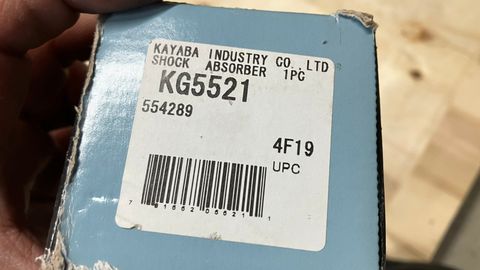 KAYABA INDUSTRY CO.,LTD
SHOCK ABSORBER 1PC
KG5521
554289
4F19
UPC